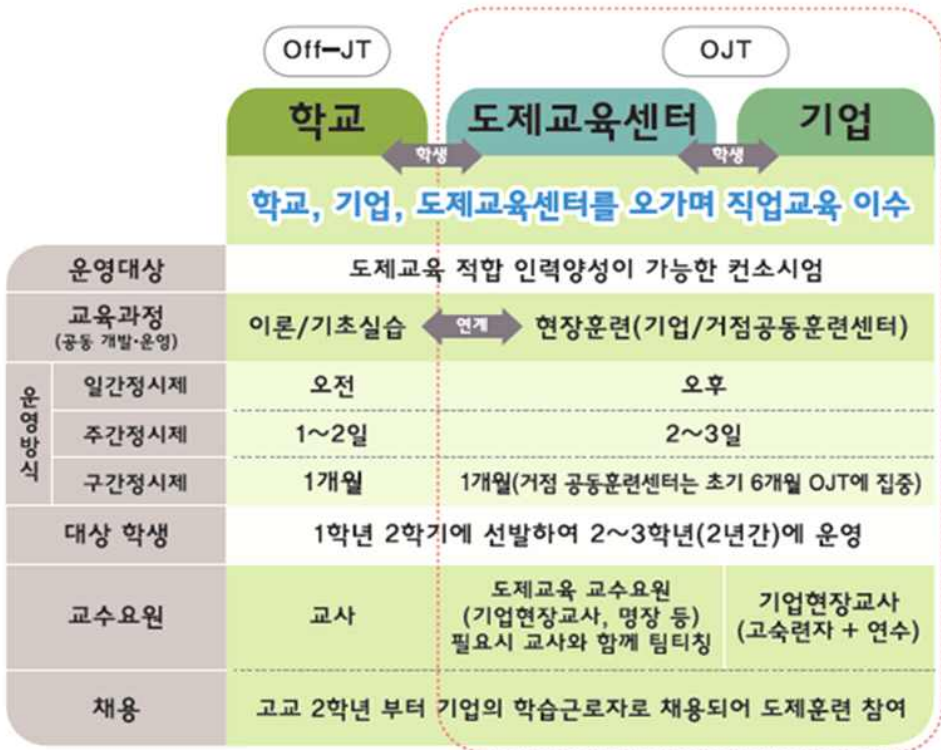 Off-JT
OJT
학교
도제교육센터
기업
학생
학생
학교, 기업, 도제교육센터를 오가며 직업교육 이수
운영대상
도제교육 적합 인력양성이 가능한 컨소시엄
교육과정
(공동 개발·운영)
이론/기초실습
연계
현장훈련(기업/거점공동훈련센터)
운영방식
일간정시제
오전
오후
주간정시제
1~2일
2~3일
구간정시제
1개월
1개월(거점 공동훈련센터는 초기 6개월 OJT에 집중)
대상 학생
1학년 2학기에 선발하여 2~3학년(2년간)에 운영
교수요원
교사
도제교육 교수요원
(기업현장교사, 명장 등)
필요시 교사와 함께 팀티칭
기업현장교사
(고숙련자 + 연수)
채용
고교 2학년 부터 기업의 학습근로자로 채용되어 도제훈련 참여